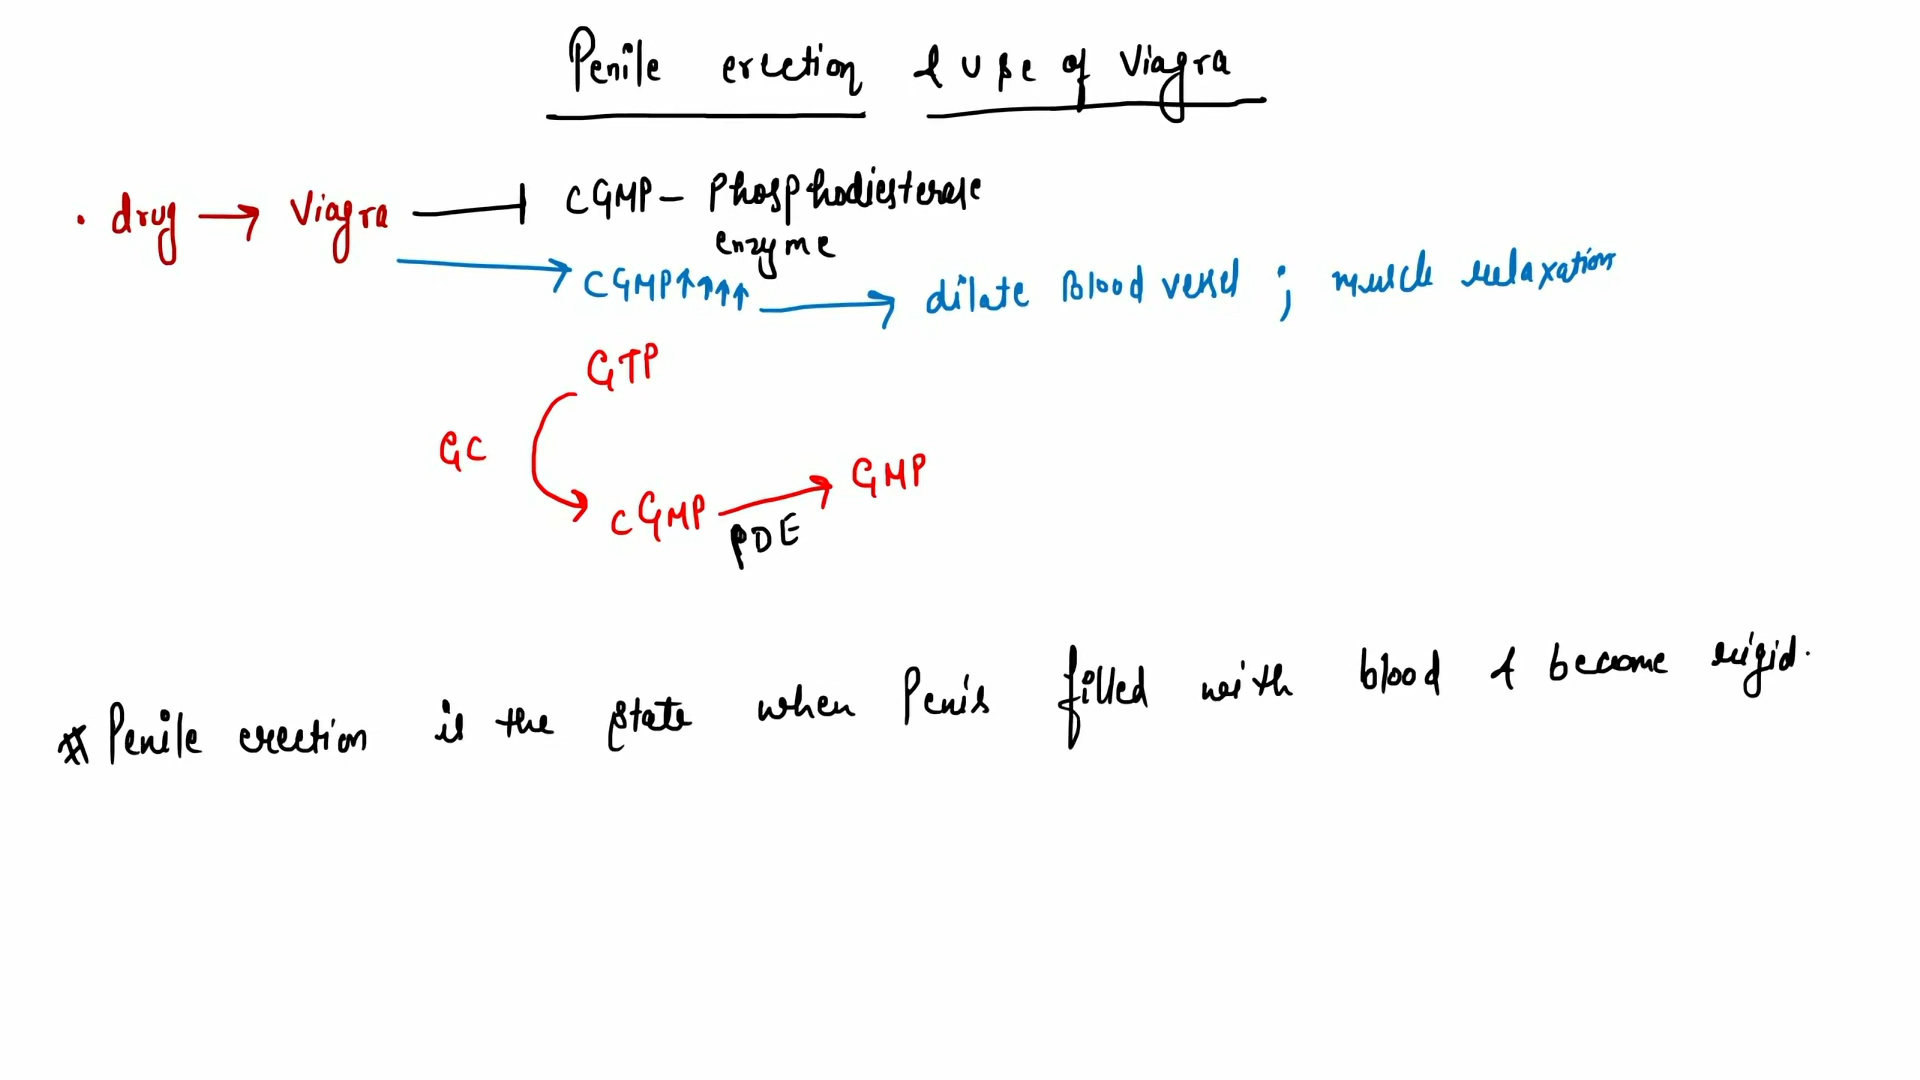 Penile erection & use of Viagra
. drug → Viagra ⊣ CGMP - Phosphodiesterase
enzyme
→ CGMP↑↑↑↑ → dilate Blood vessel ; muscle relaxation
GTP
GC
CGMP → GMP
PDE
* Penile erection is the state when Penis filled with blood & become rigid.